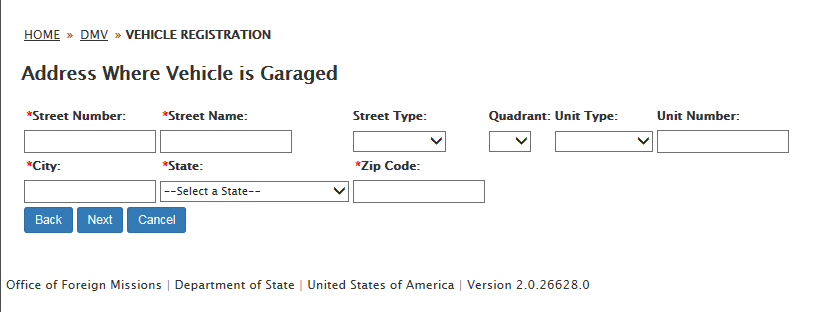 HOME » DMV » VEHICLE REGISTRATION
Address Where Vehicle is Garaged
*Street Number: *Street Name: Street Type: Quadrant: Unit Type: Unit Number:
*City: *State: *Zip Code:
--Select a State--
Back Next Cancel
Office of Foreign Missions | Department of State | United States of America | Version 2.0.26628.0